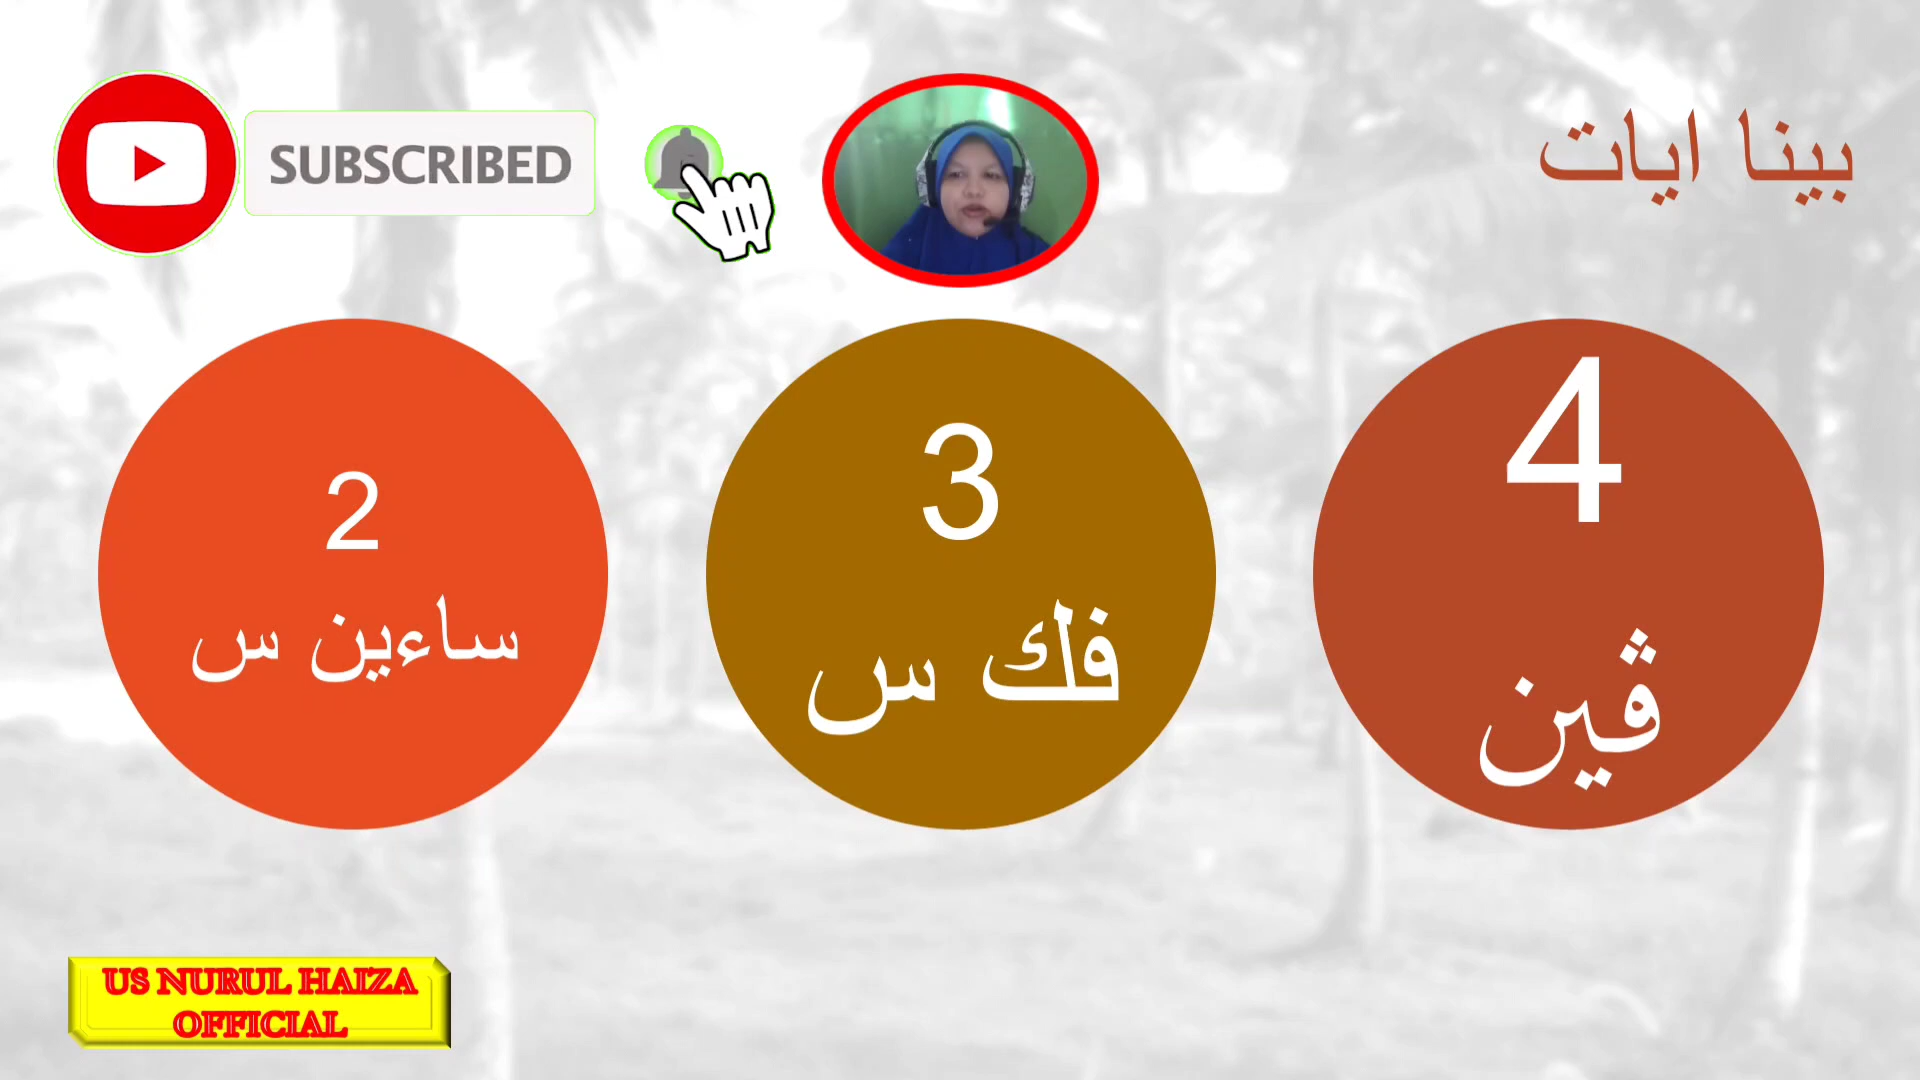 SUBSCRIBED
بينا ايات
2
ساءين س
3
فلك س
4
ڤين
US NURUL HAIZA
OFFICIAL